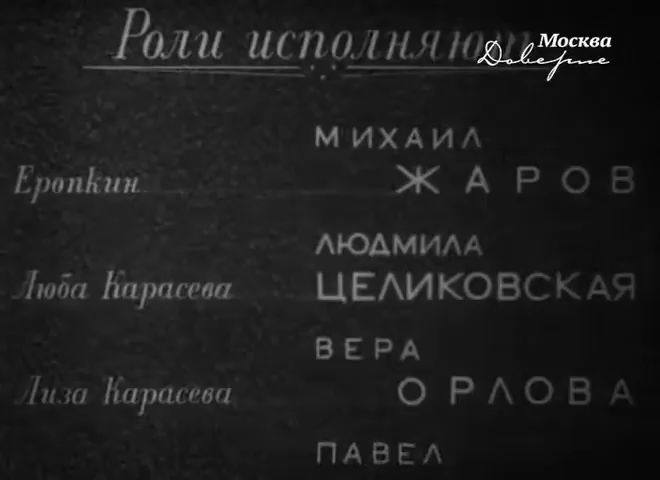 Роли исполняют
Москва
Доверие
МИХАИЛ
Еропкин ЖАРОВ
ЛЮДМИЛА
Люба Карасева ЦЕЛИКОВСКАЯ
ВЕРА
Лиза Карасева ОРЛОВА
ПАВЕЛ